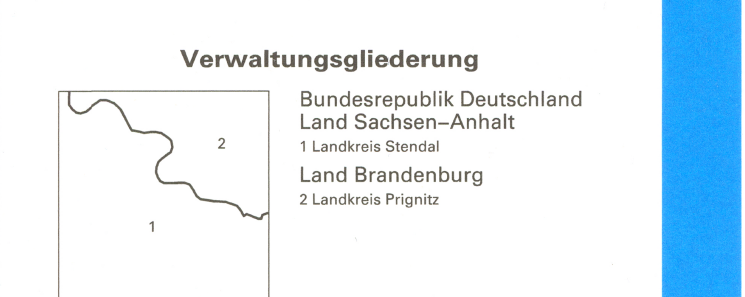 Verwaltungsgliederung
Bundesrepublik Deutschland
Land Sachsen–Anhalt
1 Landkreis Stendal
Land Brandenburg
2 Landkreis Prignitz
2
1